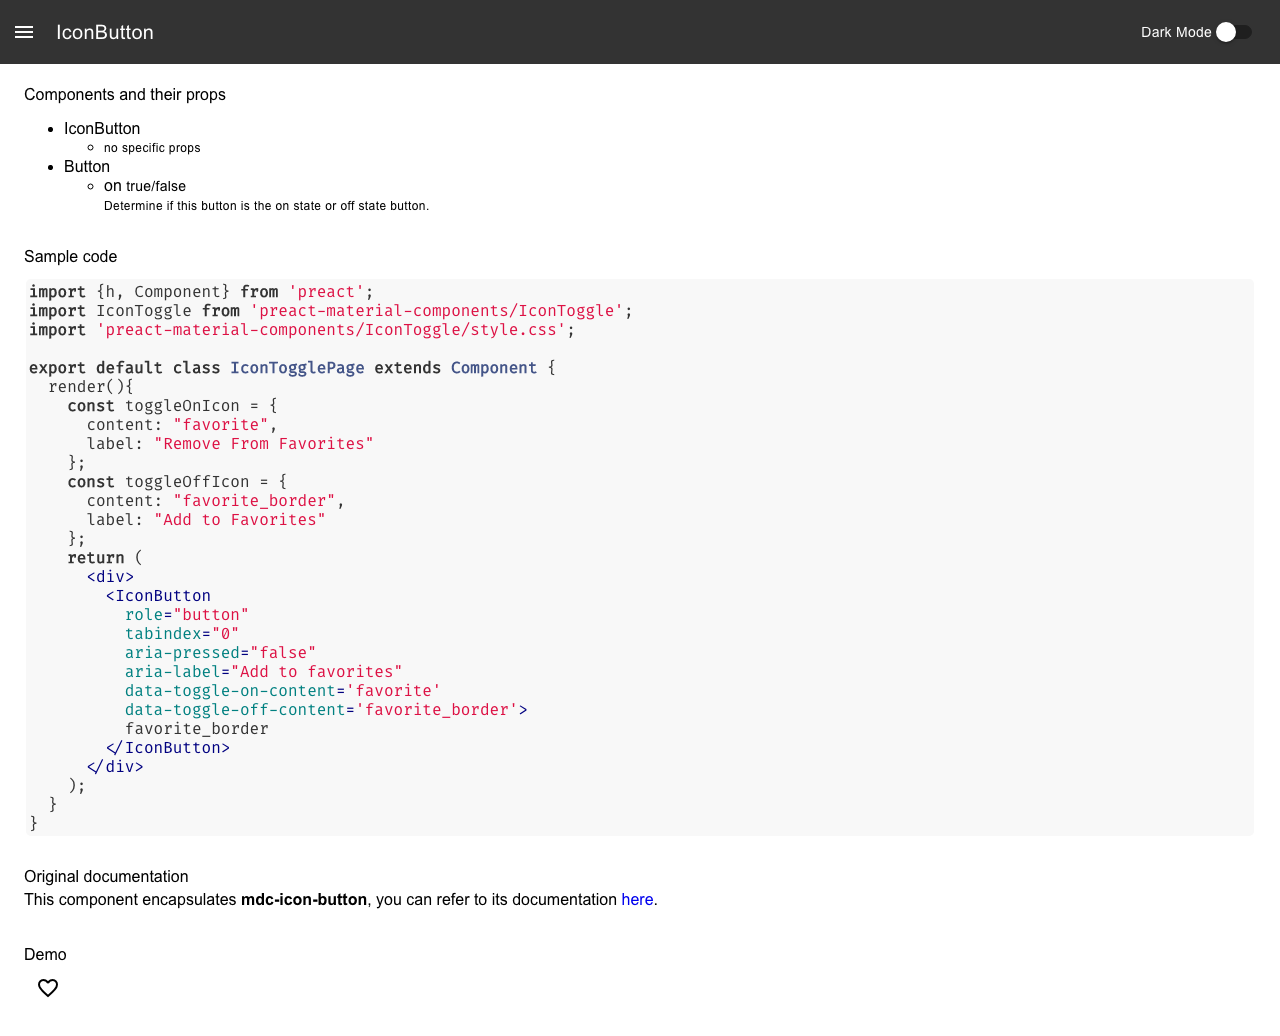 IconButton
Dark Mode
Components and their props
IconButton
no specific props
Button
on true/false
Determine if this button is the on state or off state button.
Sample code
import {h, Component} from 'preact';
import IconToggle from 'preact-material-components/IconToggle';
import 'preact-material-components/IconToggle/style.css';
export default class IconTogglePage extends Component {
  render(){
    const toggleOnIcon = {
      content: "favorite",
      label: "Remove From Favorites"
    };
    const toggleOffIcon = {
      content: "favorite_border",
      label: "Add to Favorites"
    };
    return (
      <div>
        <IconButton
          role="button"
          tabindex="0"
          aria-pressed="false"
          aria-label="Add to favorites"
          data-toggle-on-content='favorite'
          data-toggle-off-content='favorite_border'>
          favorite_border
        </IconButton>
      </div>
    );
  }
}
Original documentation
This component encapsulates mdc-icon-button, you can refer to its documentation here.
Demo